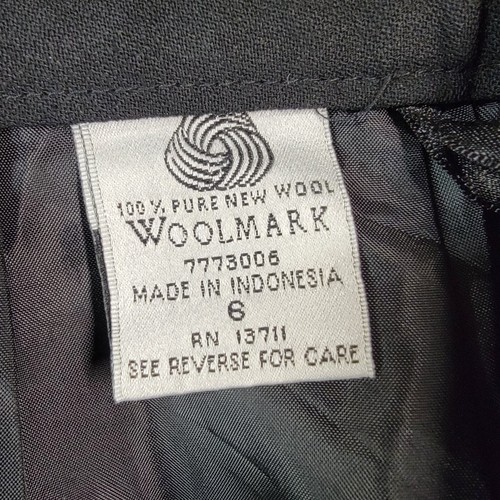 100% PURE NEW WOOL
WOOLMARK
7773006
MADE IN INDONESIA
6
RN 13711
SEE REVERSE FOR CARE